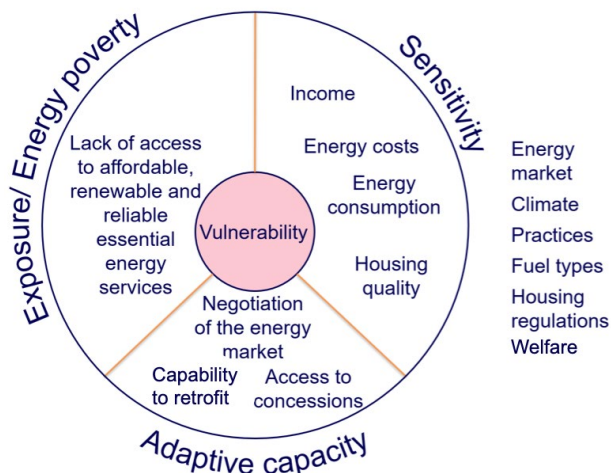 Exposure/ Energy poverty
Sensitivity
Adaptive capacity
Lack of access
to affordable,
renewable and
reliable
essential
energy
services
Income
Energy costs
Energy
consumption
Housing
quality
Vulnerability
Negotiation
of the energy
market
Capability
to retrofit
Access to
concessions
Energy
market
Climate
Practices
Fuel types
Housing
regulations
Welfare